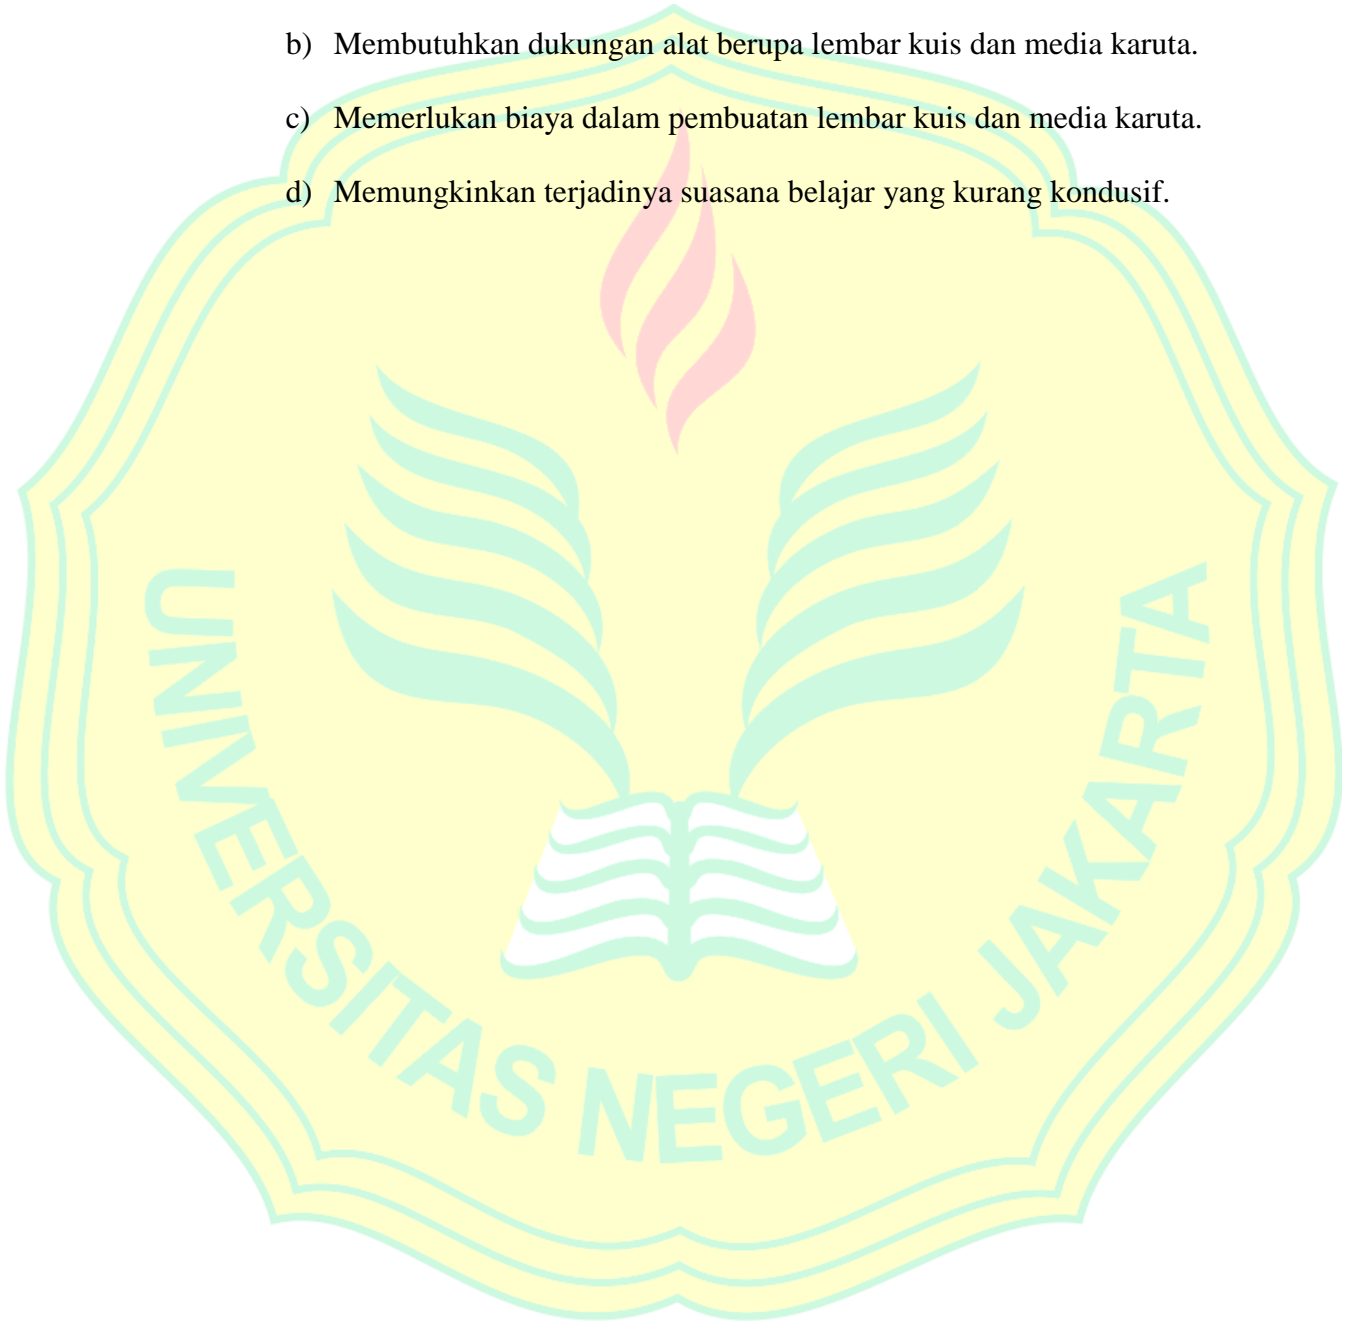 b) Membutuhkan dukungan alat berupa lembar kuis dan media karuta.
c) Memerlukan biaya dalam pembuatan lembar kuis dan media karuta.
d) Memungkinkan terjadinya suasana belajar yang kurang kondusif.
UNIVERSITAS NEGERI JAKARTA